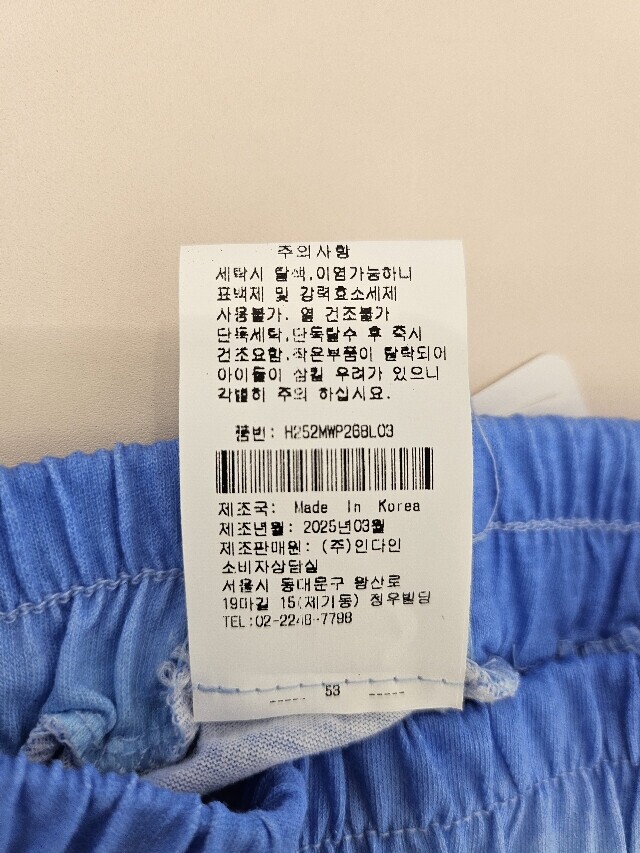 주의사항
세탁시 탈색,이염가능하니
표백제 및 강력효소세제
사용불가. 열 건조불가
단독세탁,단독탈수 후 즉시
건조요함.작은부품이 탈락되어
아이들이 삼킬 우려가 있으니
각별히 주의 하십시요.
품번: H252MWP268L03
제조국: Made In Korea
제조년월: 2025년03월
제조판매원: (주)인다인
소비자상담실
서울시 동대문구 왕산로
19마길 15(제기동) 청우빌딩
TEL:02-2248-7798
53